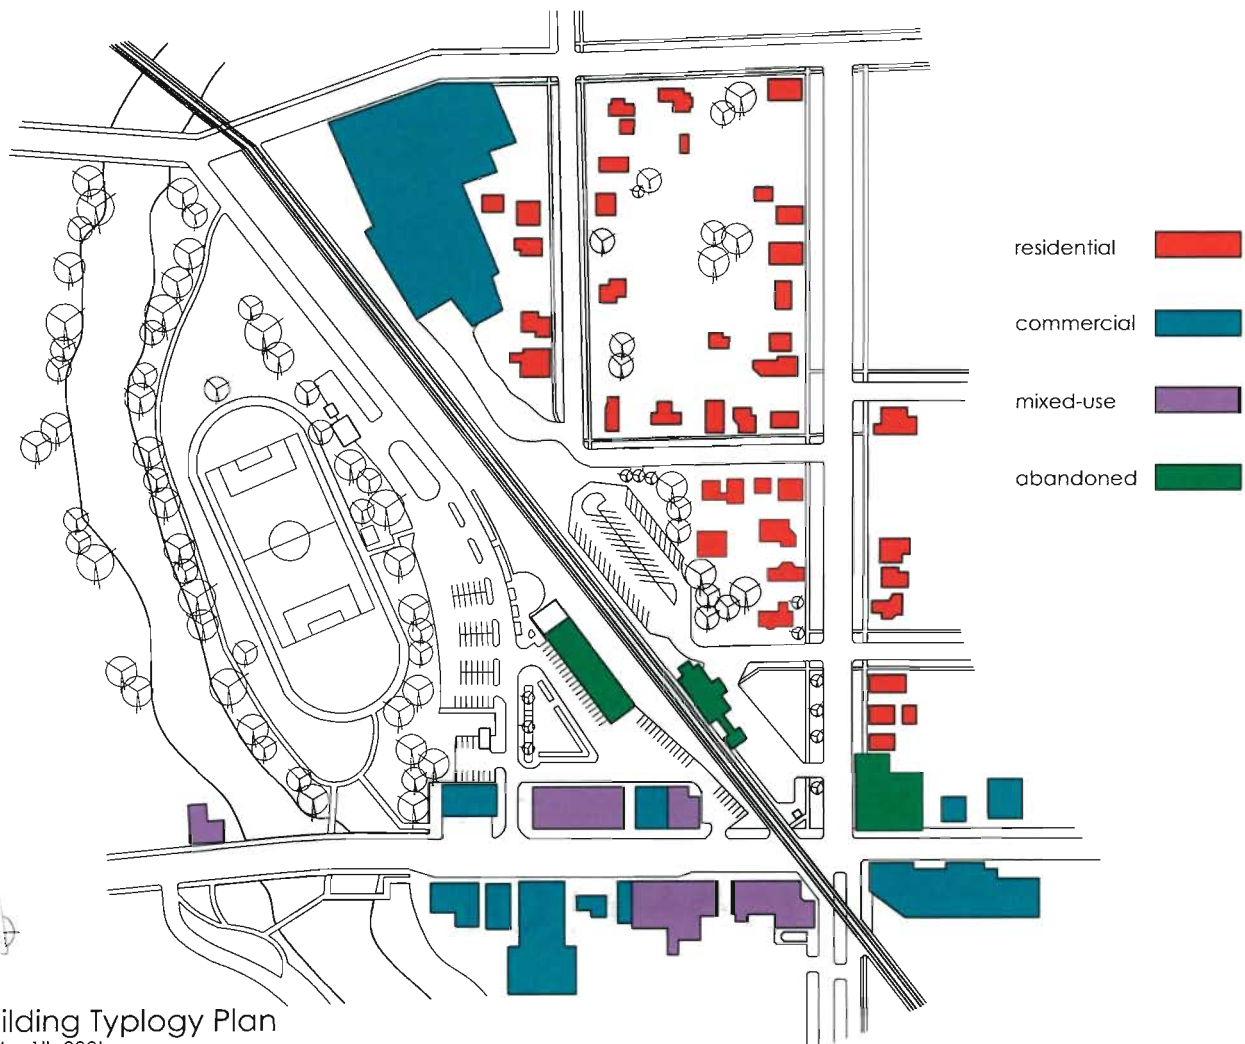 residential
commercial
mixed-use
abandoned
ilding Typlogy Plan